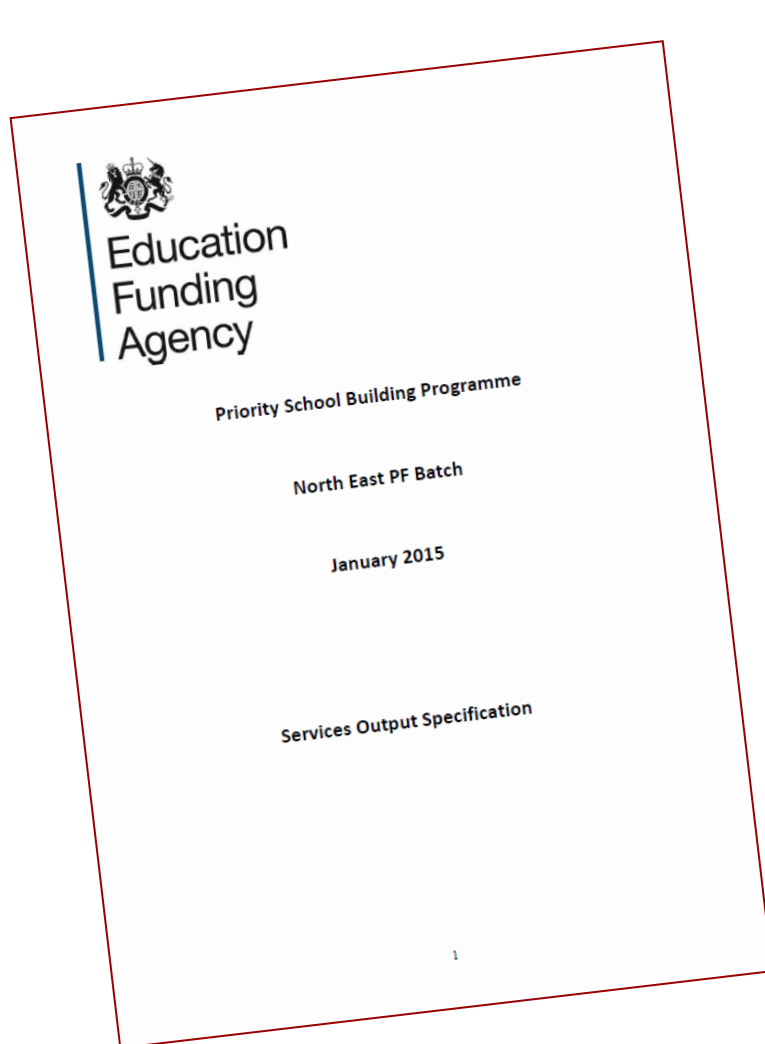 Education
Funding
Agency
Priority School Building Programme
North East PF Batch
January 2015
Services Output Specification
1